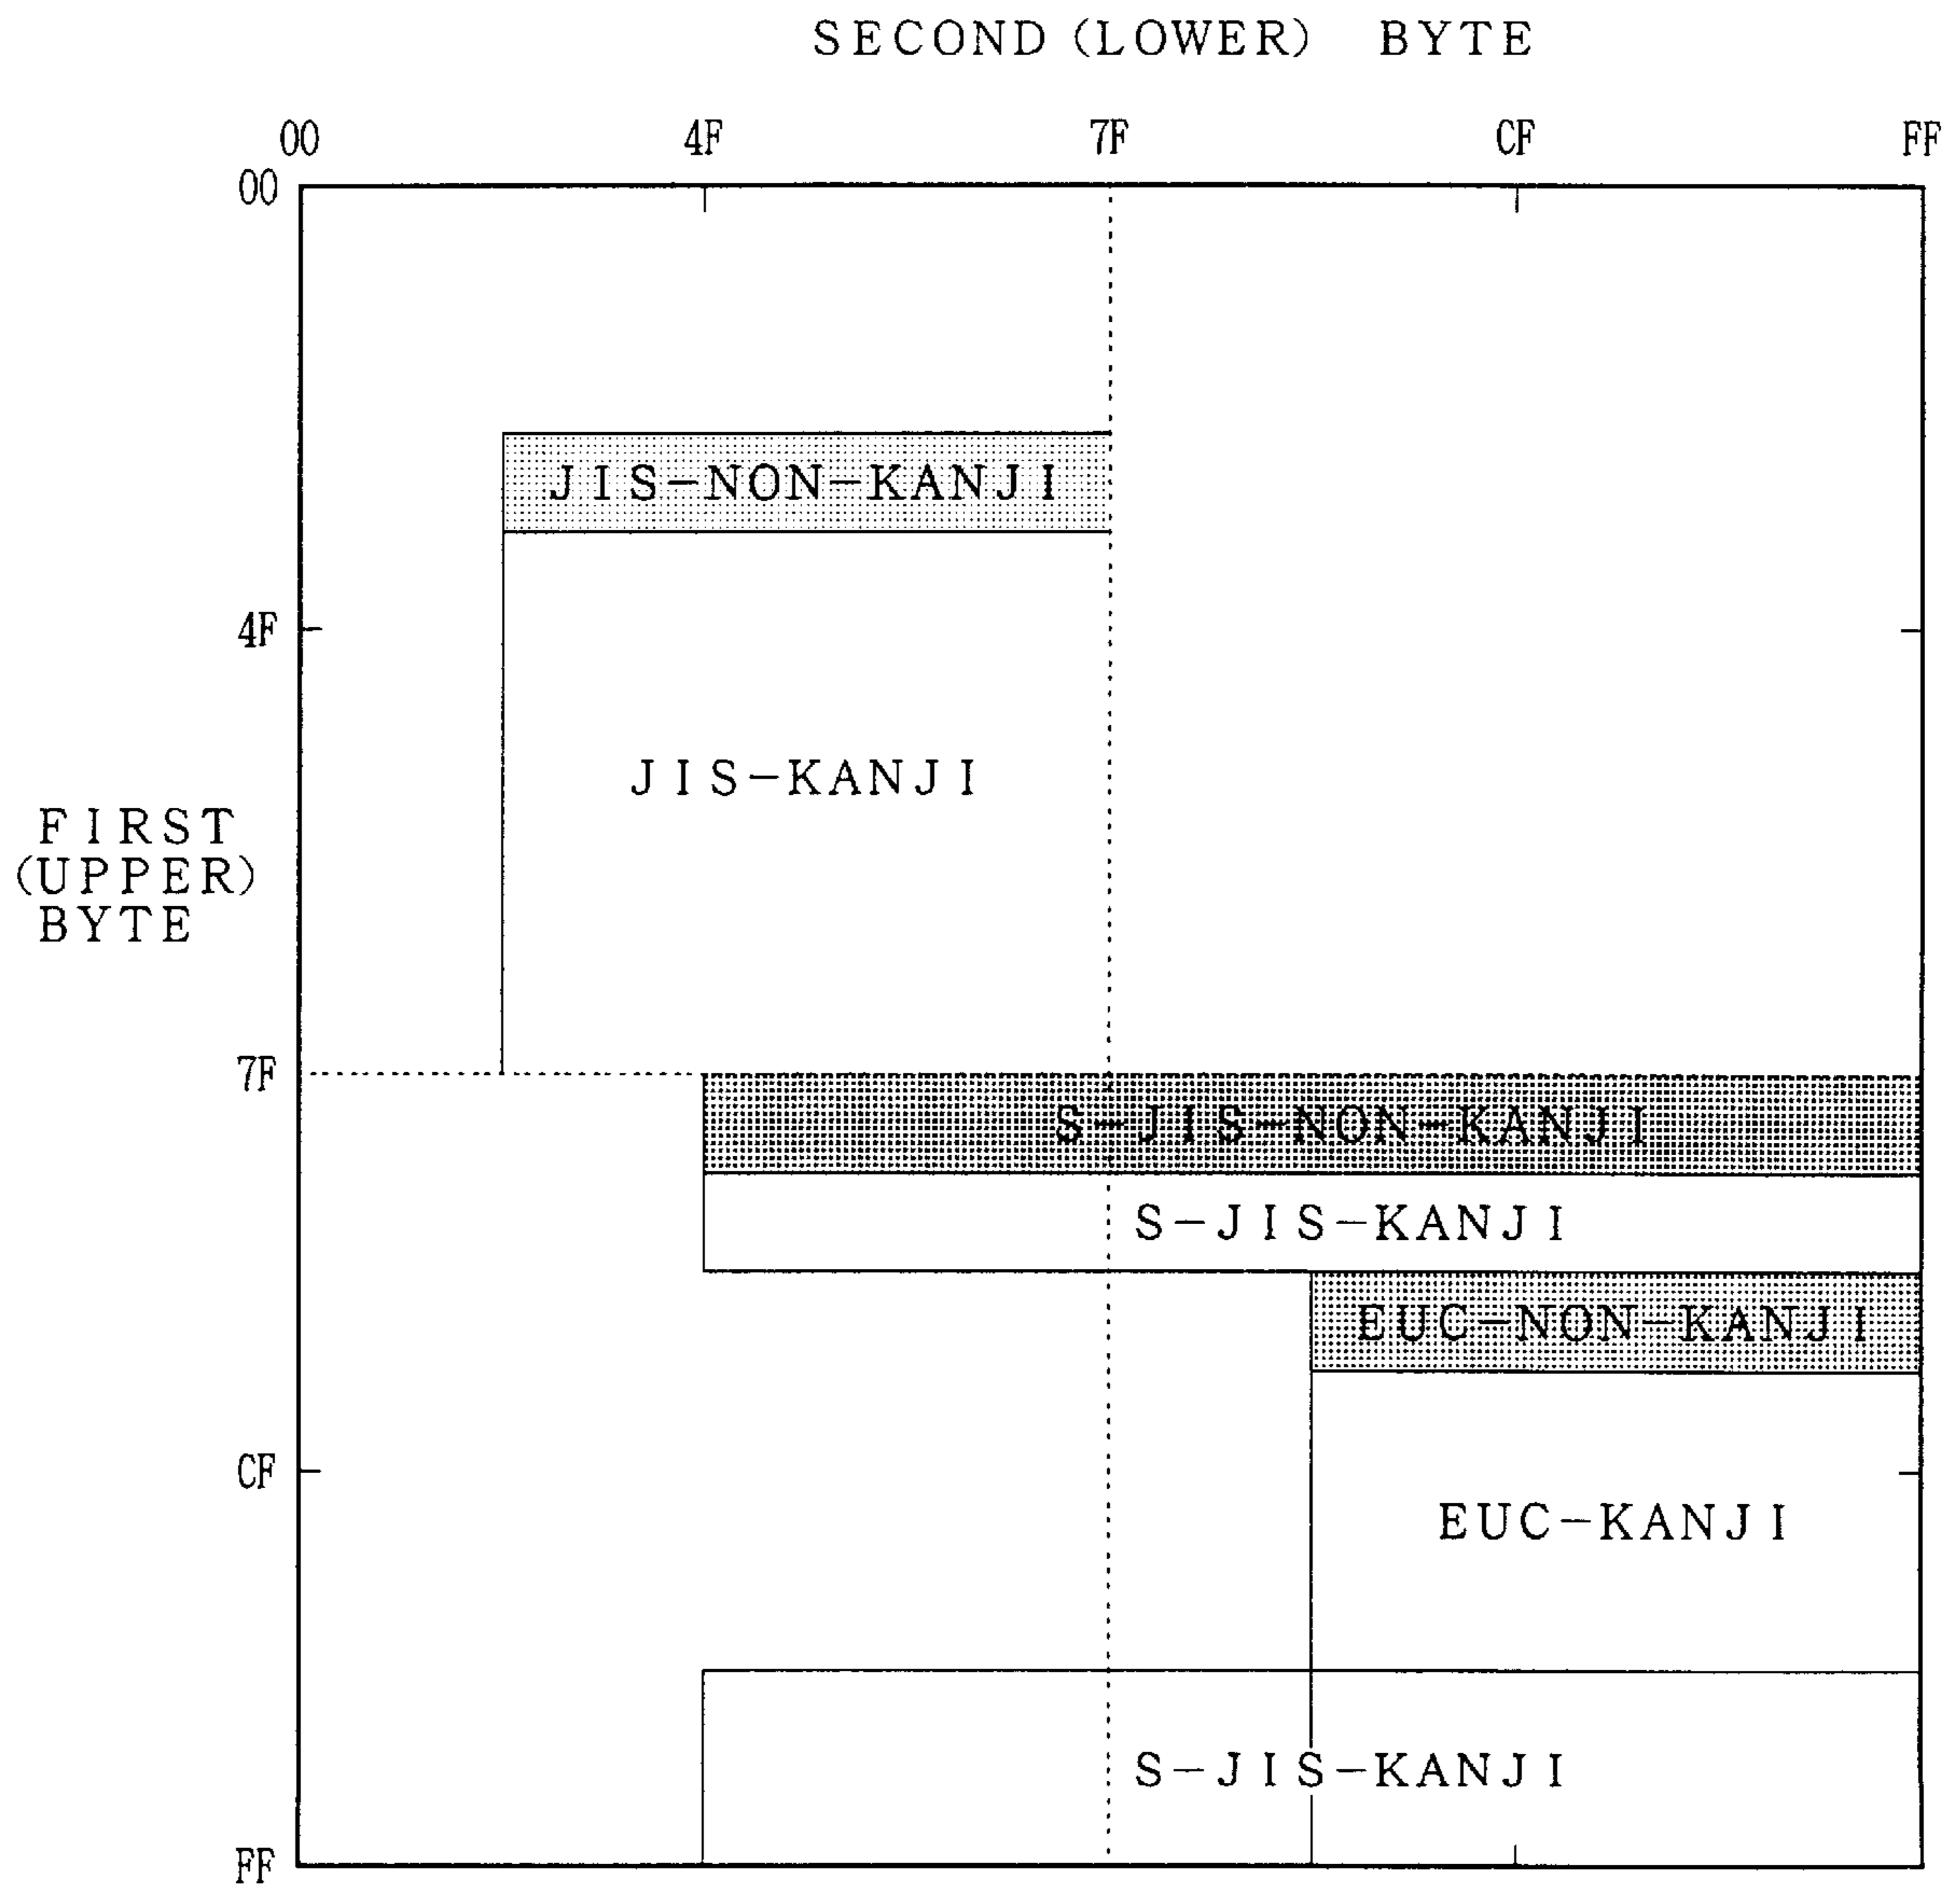 SECOND (LOWER) BYTE
00 4F 7F CF FF
00
JIS-NON-KANJI
4F
JIS-KANJI
FIRST
(UPPER)
BYTE
7F
S-JIS-NON-KANJI
S-JIS-KANJI
EUC-NON-KANJI
CF
EUC-KANJI
S-JIS-KANJI
FF